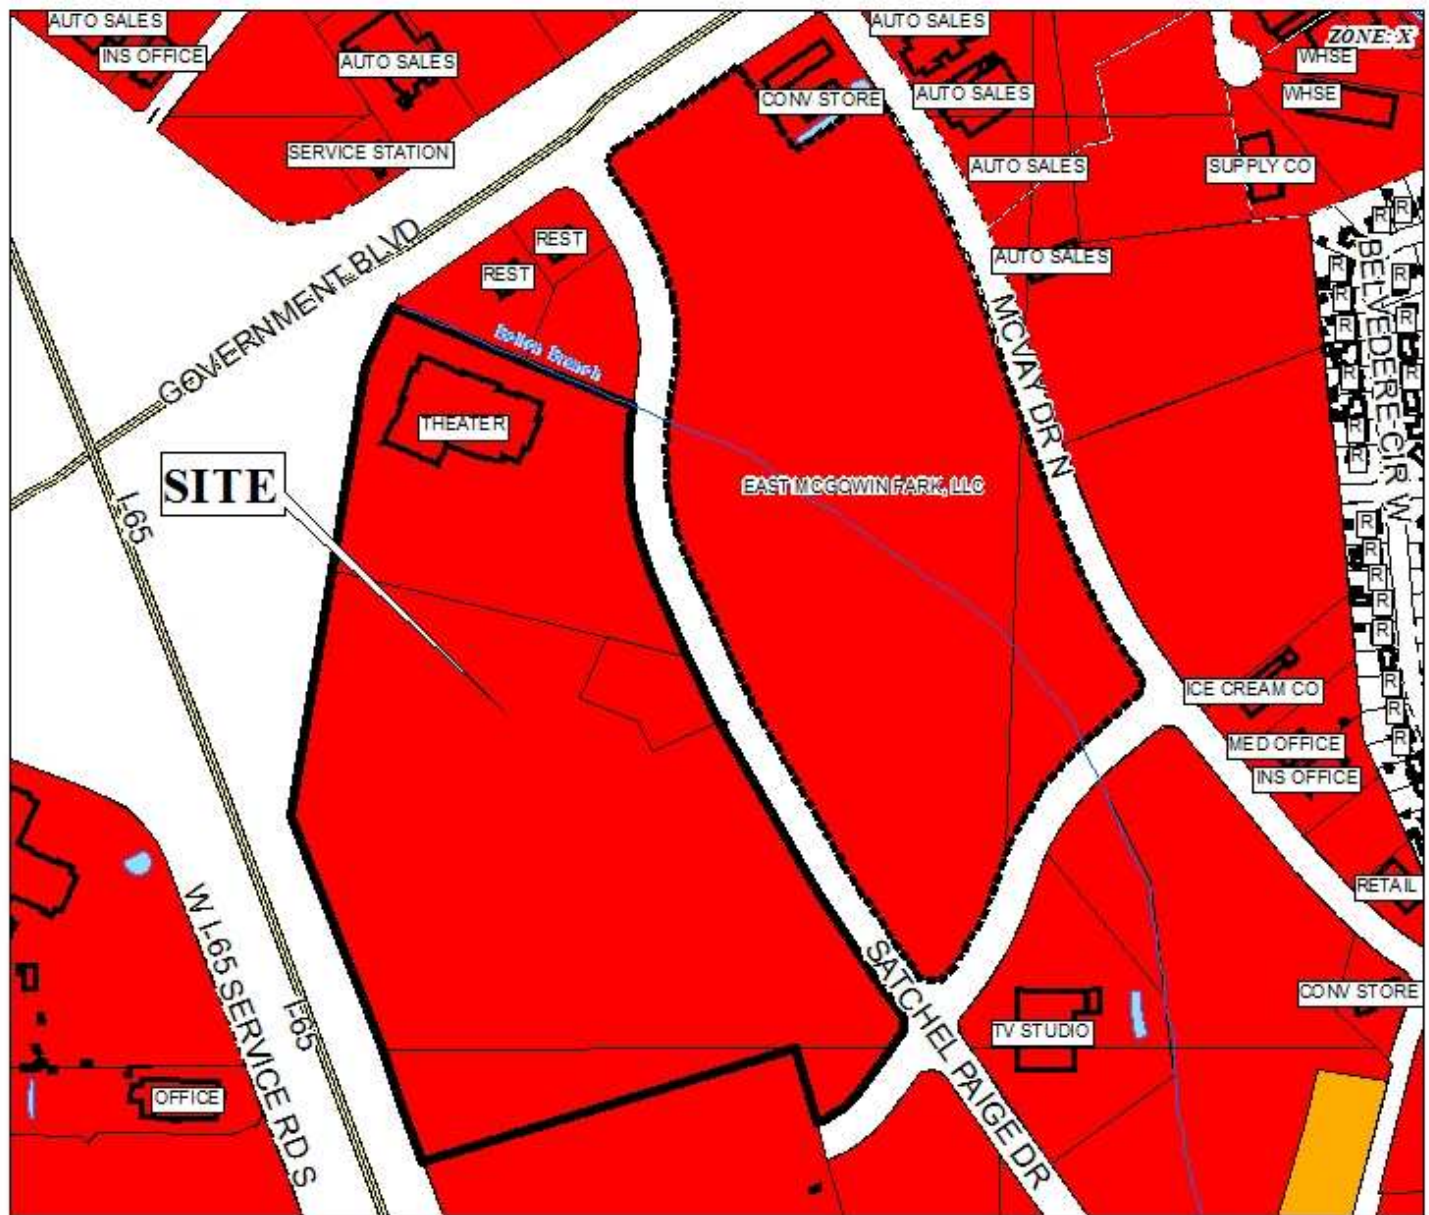 AUTO SALES
AUTO SALES
INS OFFICE
ZONE: X
AUTO SALES
WHSE
CONV STORE
AUTO SALES
WHSE
SERVICE STATION
AUTO SALES
SUPPLY CO
R
R
REST
BELVEDERE CIR W
AUTO SALES
R
R
REST
R
GOVERNMENT BLVD
MCVAY DR N
R
R
R
R
THEATER
R
R
SITE
EAST MCGOWIN PARK, LLC
I-65
R
R
R
R
R
R
ICE CREAM CO
R
R
MED OFFICE
INS OFFICE
RETAIL
W I-65 SERVICE RD S
I-65
SATCHEL PAIGE DR
CONV STORE
TV STUDIO
OFFICE